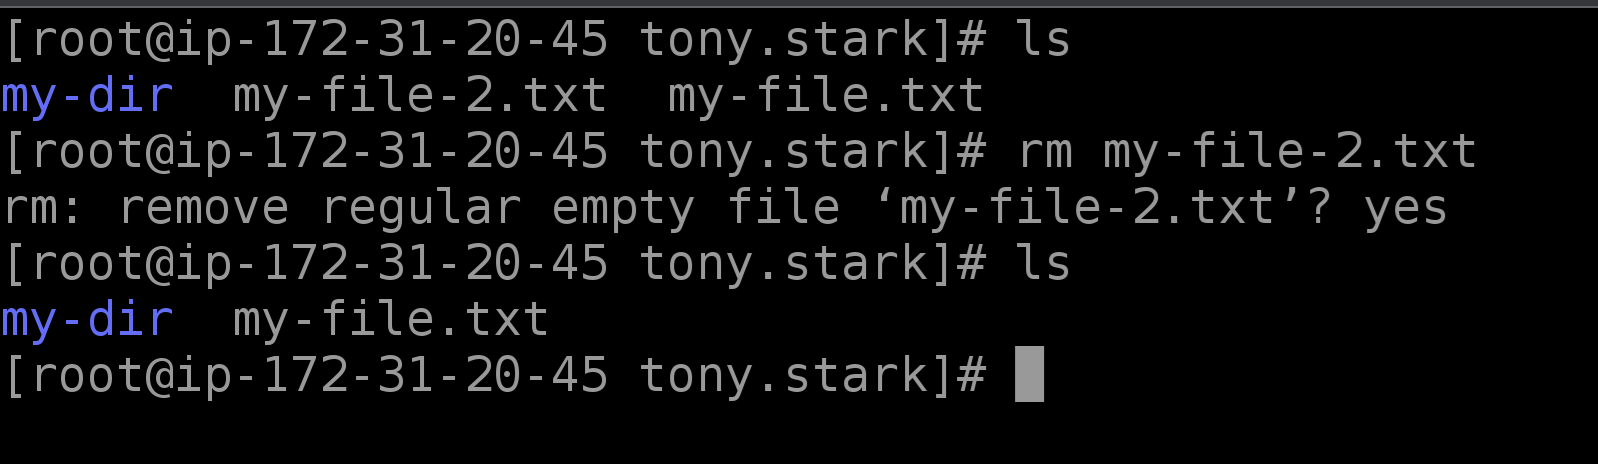 [root@ip-172-31-20-45 tony.stark]# ls
my-dir  my-file-2.txt  my-file.txt
[root@ip-172-31-20-45 tony.stark]# rm my-file-2.txt
rm: remove regular empty file ‘my-file-2.txt’? yes
[root@ip-172-31-20-45 tony.stark]# ls
my-dir  my-file.txt
[root@ip-172-31-20-45 tony.stark]#